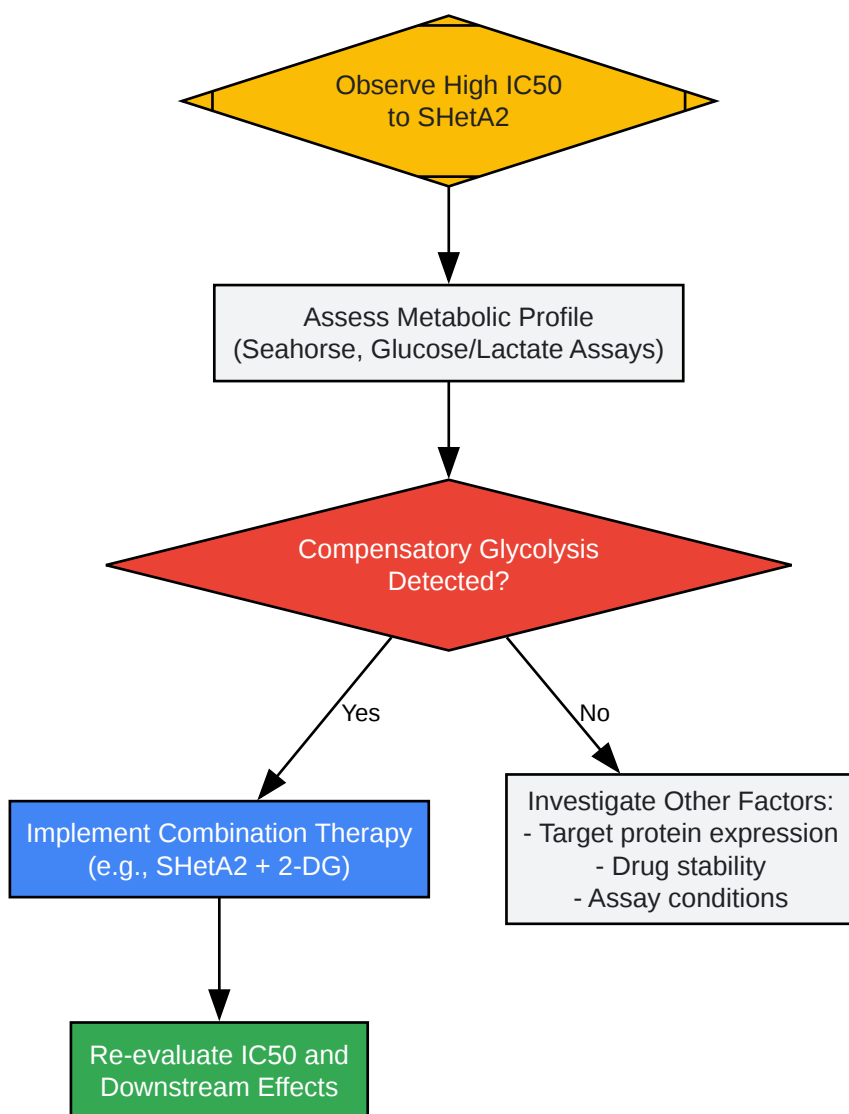 Observe High IC50
to SHetA2
Assess Metabolic Profile
(Seahorse, Glucose/Lactate Assays)
Compensatory Glycolysis
Detected?
Yes
No
Implement Combination Therapy
(e.g., SHetA2 + 2-DG)
Investigate Other Factors:
- Target protein expression
- Drug stability
- Assay conditions
Re-evaluate IC50 and
Downstream Effects